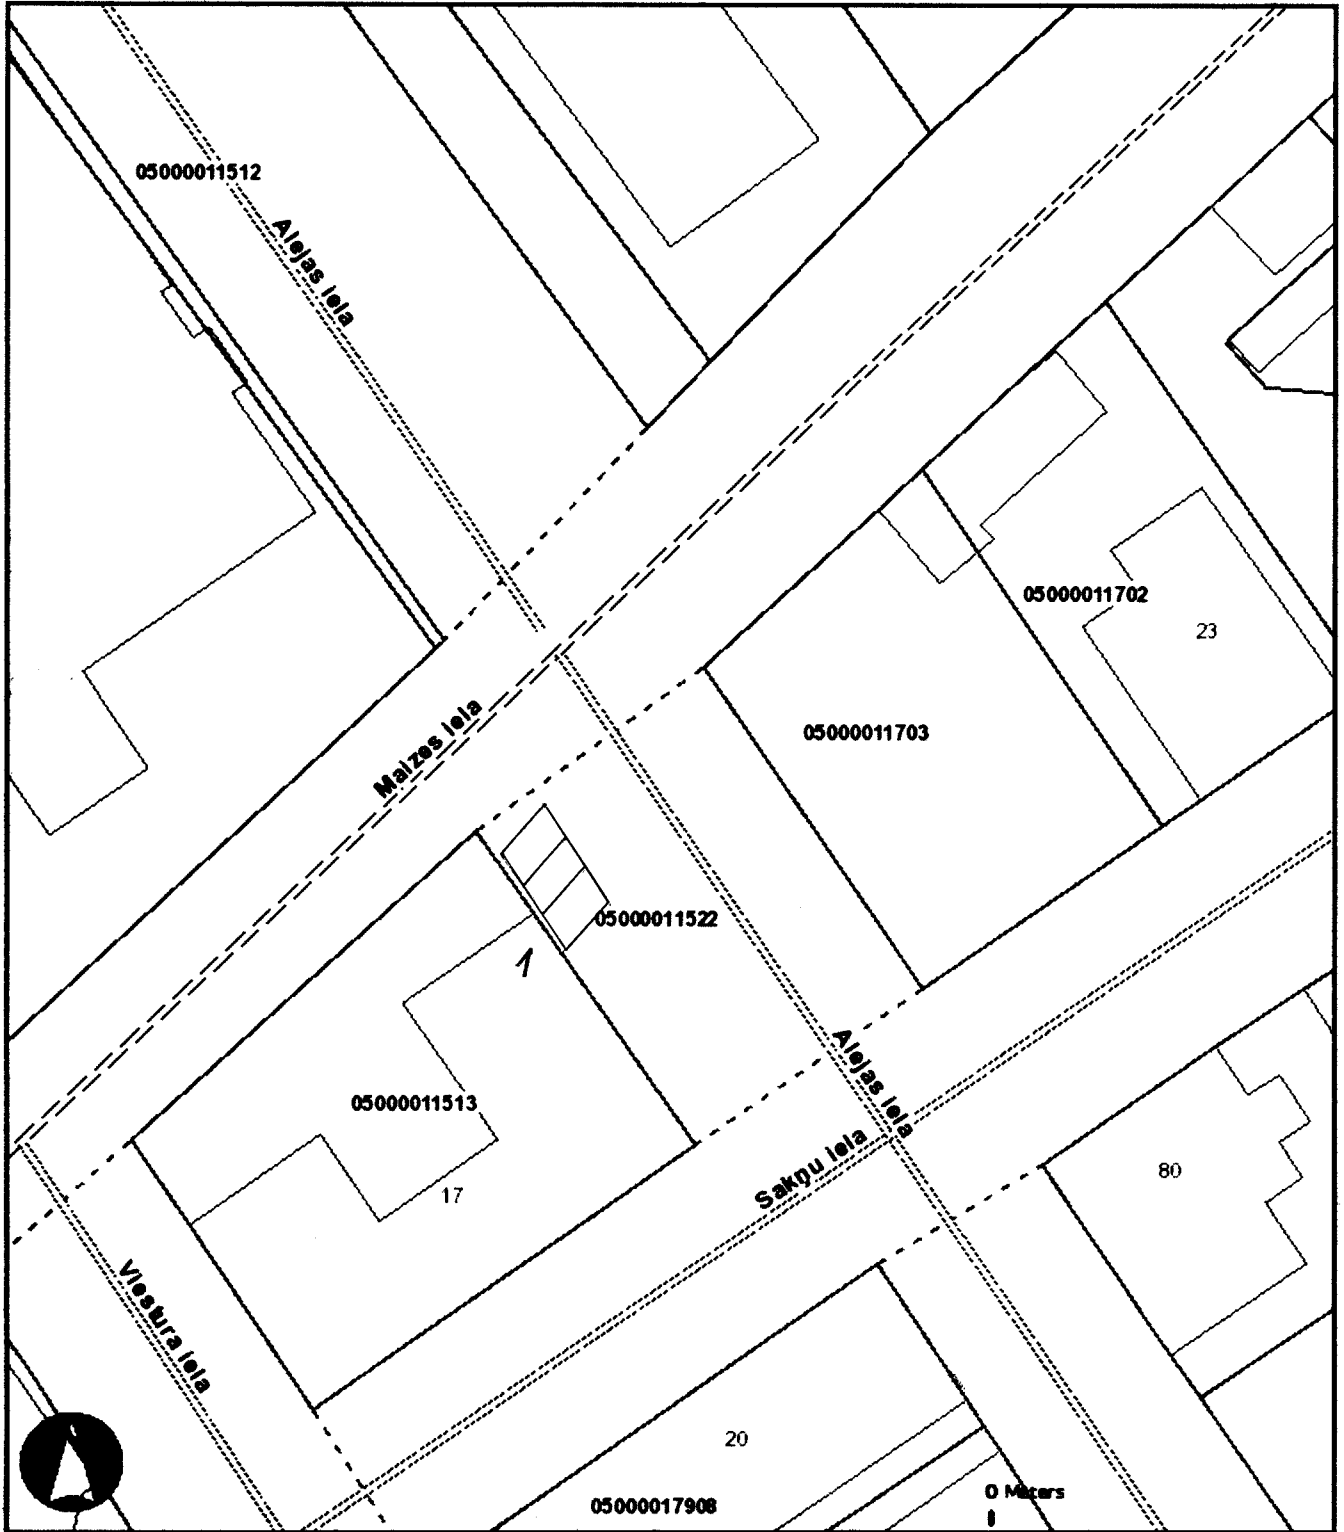 05000011512
Alejas iela
05000011702
23
05000011703
Maizes iela
05000011522
1
Alejas iela
05000011513
Sakņu iela
80
17
Viestura iela
20
0 Meters
05000017908